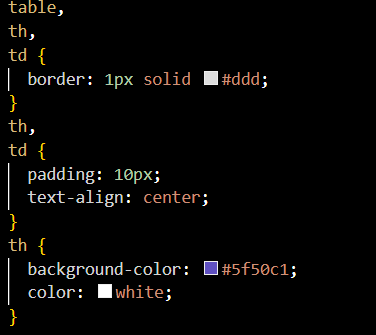 table,
th,
td {
border: 1px solid #ddd;
}
th,
td {
padding: 10px;
text-align: center;
}
th {
background-color: #5f50c1;
color: white;
}